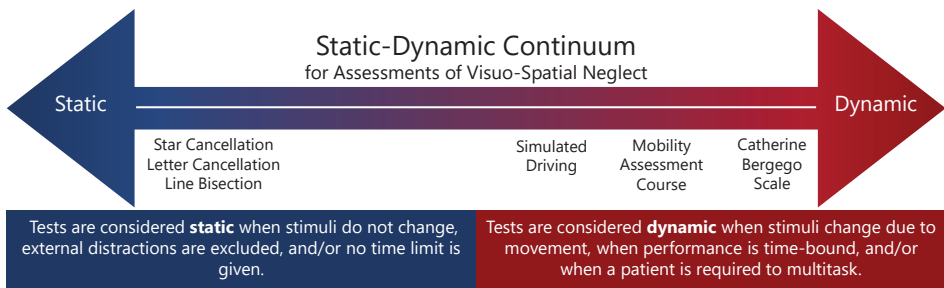 Static-Dynamic Continuum
for Assessments of Visuo-Spatial Neglect
Static
Dynamic
Star Cancellation
Letter Cancellation
Line Bisection
Simulated
Driving
Mobility
Assessment
Course
Catherine
Bergego
Scale
Tests are considered static when stimuli do not change,
external distractions are excluded, and/or no time limit is
given.
Tests are considered dynamic when stimuli change due to
movement, when performance is time-bound, and/or
when a patient is required to multitask.